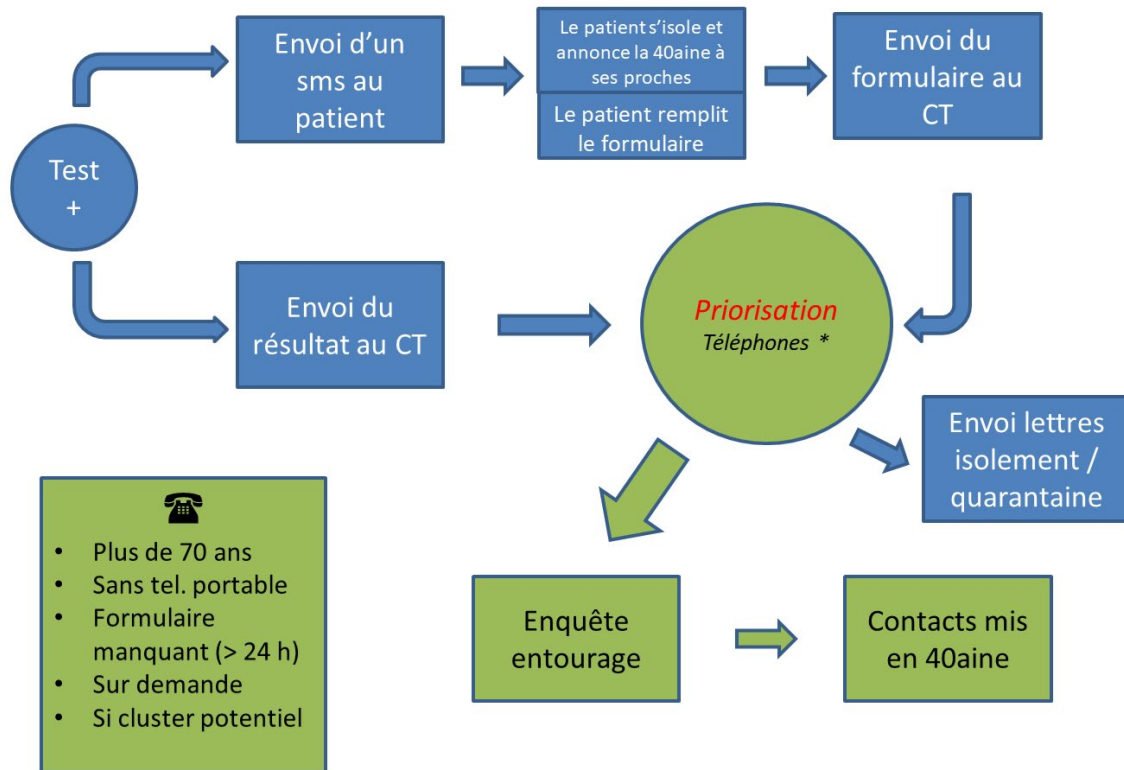 Envoi d’un
sms au
patient
Le patient s’isole et
annonce la 40aine à
ses proches
Le patient remplit
le formulaire
Envoi du
formulaire au
CT
Test
+
Envoi du
résultat au CT
Priorisation
Téléphones *
Envoi lettres
isolement /
quarantaine
☎
• Plus de 70 ans
• Sans tel. portable
• Formulaire
manquant (> 24 h)
• Sur demande
• Si cluster potentiel
Enquête
entourage
Contacts mis
en 40aine